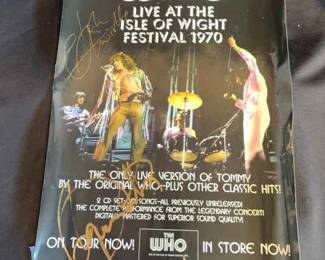 LIVE AT THE
ISLE OF WIGHT
FESTIVAL 1970
THE ONLY LIVE VERSION OF TOMMY
BY THE ORIGINAL WHO-PLUS OTHER CLASSIC HITS!
2 CD SET-30 SONGS-ALL PREVIOUSLY UNRELEASED!
THE COMPLETE PERFORMANCE FROM THE LEGENDARY CONCERT!
DIGITALLY MASTERED FOR SUPERIOR SOUND QUALITY!
ON TOUR NOW!
THE WHO
IN STORE NOW!